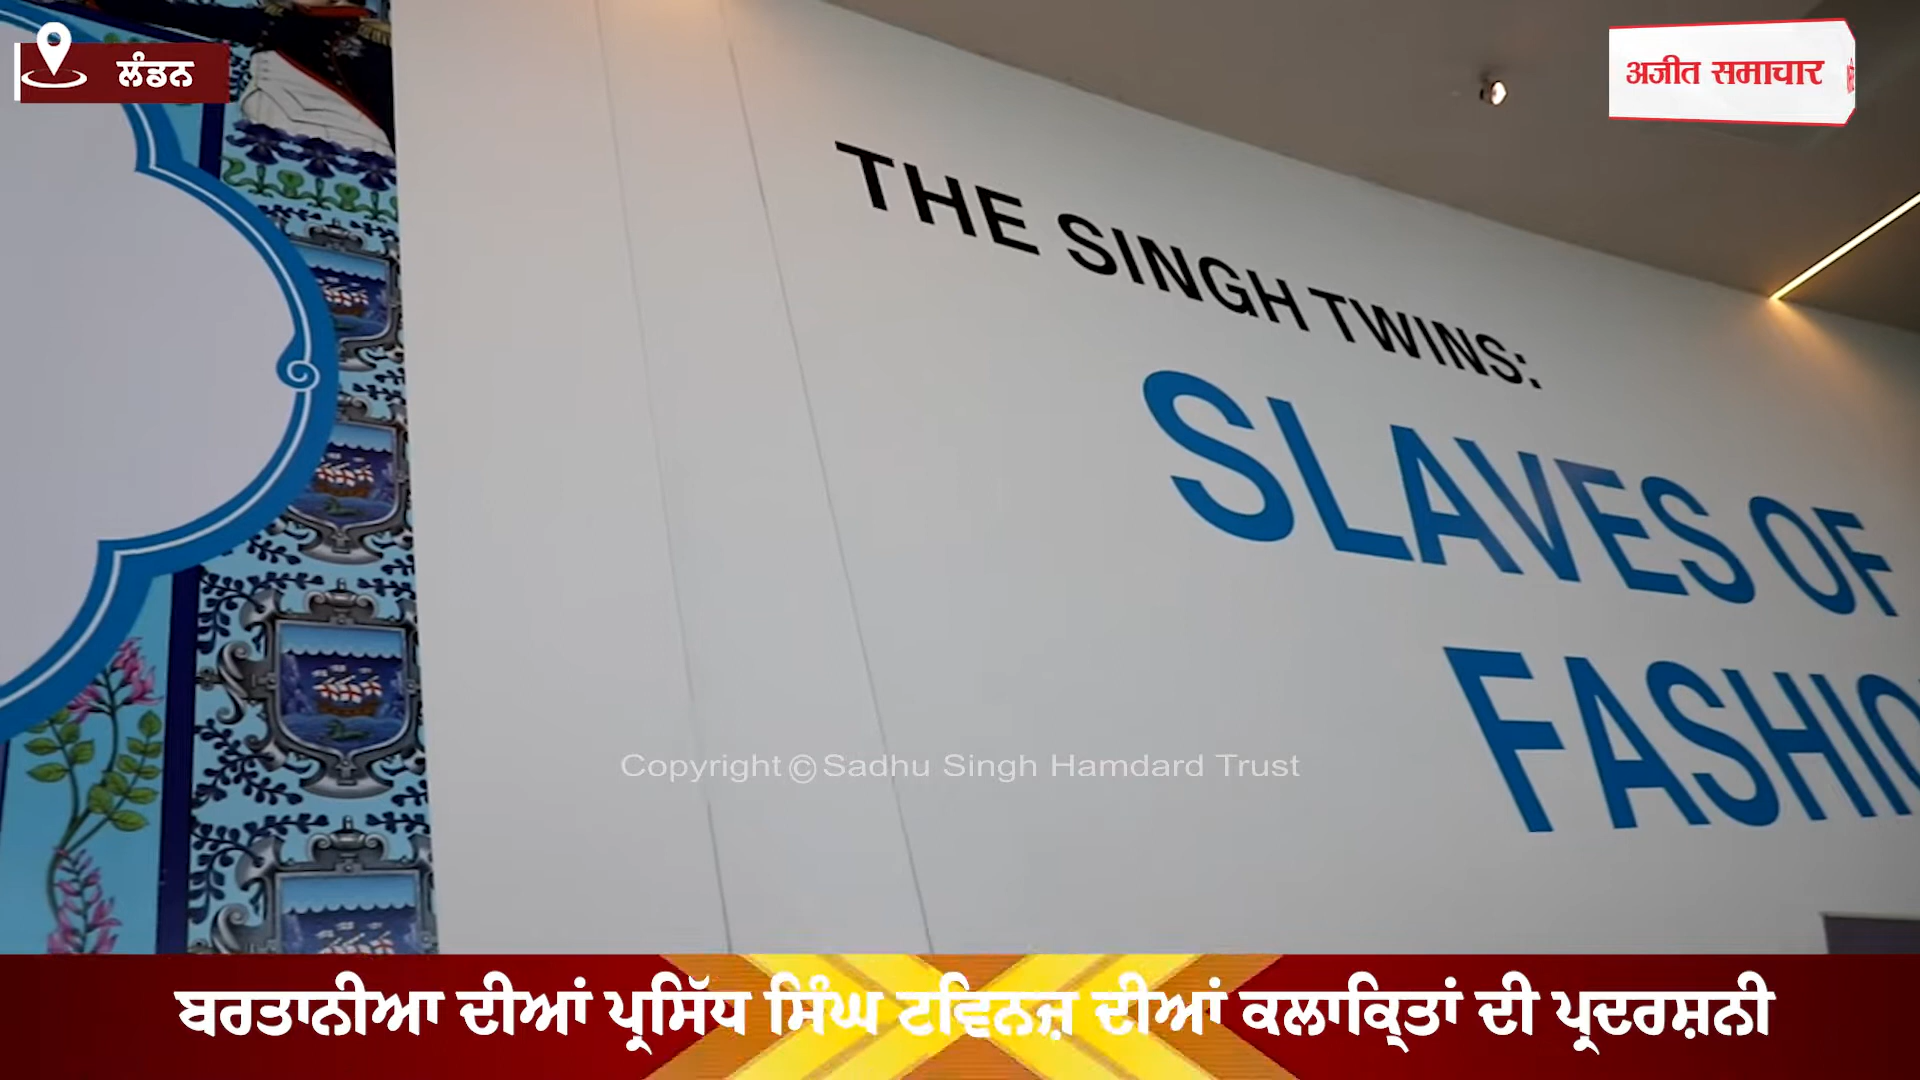 ਲੰਡਨ
अजीत समाचार
THE SINGH TWINS:
SLAVES OF
FASHIO
Copyright © Sadhu Singh Hamdard Trust
ਬਰਤਾਨੀਆ ਦੀਆਂ ਪ੍ਰਸਿੱਧ ਸਿੰਘ ਟਵਿਨਜ਼ ਦੀਆਂ ਕਲਾਕ੍ਰਿਤਾਂ ਦੀ ਪ੍ਰਦਰਸ਼ਨੀ